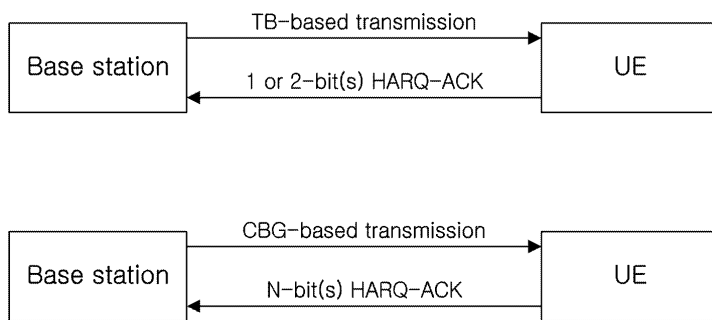 TB-based transmission
Base station
UE
1 or 2-bit(s) HARQ-ACK
CBG-based transmission
Base station
UE
N-bit(s) HARQ-ACK